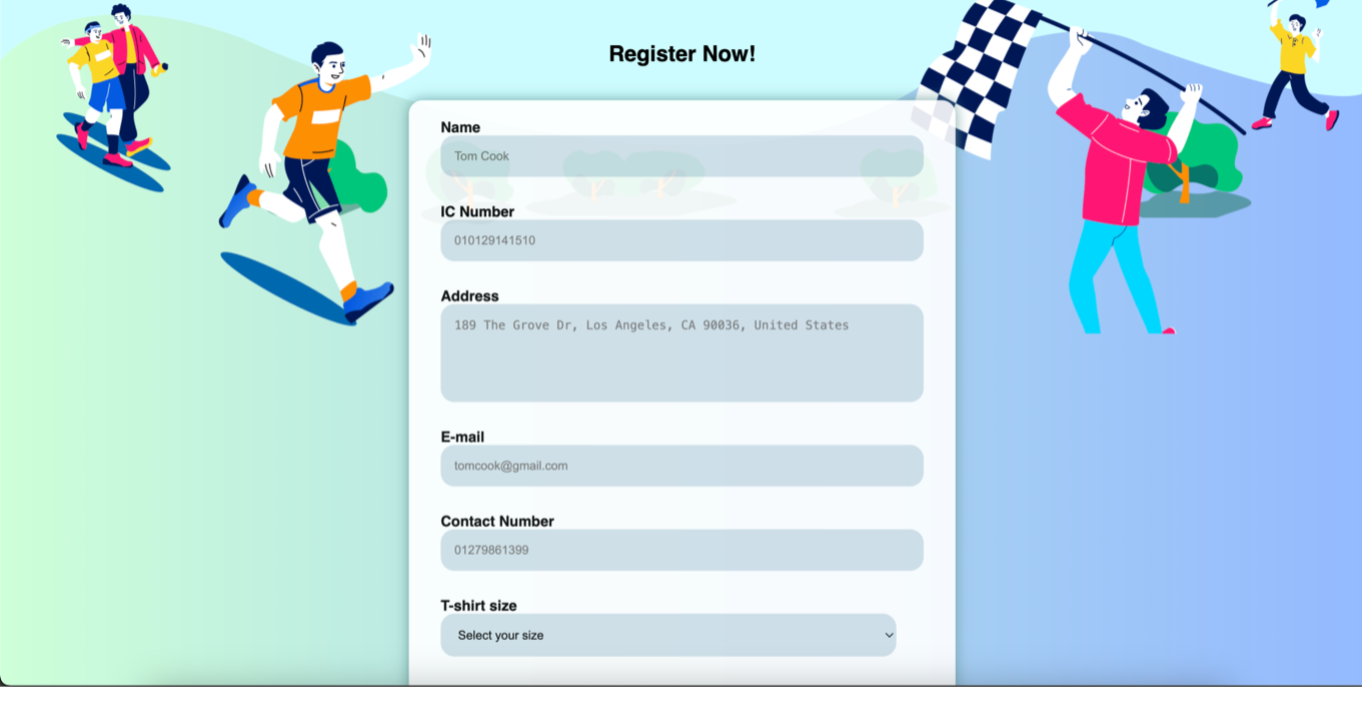 Register Now!
Name
Tom Cook
IC Number
010129141510
Address
189 The Grove Dr, Los Angeles, CA 90036, United States
E-mail
tomcook@gmail.com
Contact Number
01279861399
T-shirt size
Select your size